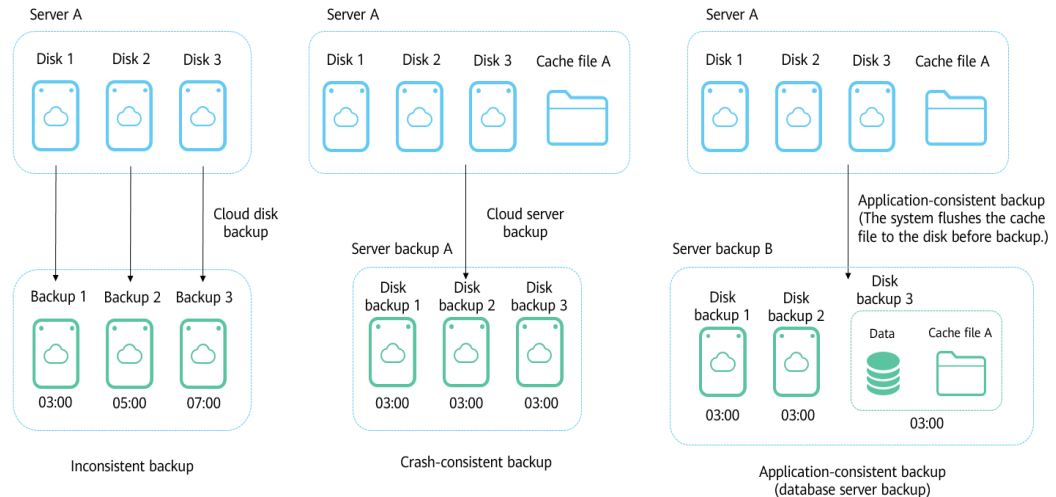 Server A
Disk 1
Disk 2
Disk 3
Cloud disk
backup
Backup 1
Backup 2
Backup 3
03:00
05:00
07:00
Inconsistent backup
Server A
Disk 1
Disk 2
Disk 3
Cache file A
Cloud server
backup
Server backup A
Disk
backup 1
Disk
backup 2
Disk
backup 3
03:00
03:00
03:00
Crash-consistent backup
Server A
Disk 1
Disk 2
Disk 3
Cache file A
Application-consistent backup
(The system flushes the cache
file to the disk before backup.)
Server backup B
Disk
backup 1
Disk
backup 2
Disk
backup 3
Data
Cache file A
03:00
03:00
03:00
Application-consistent backup
(database server backup)